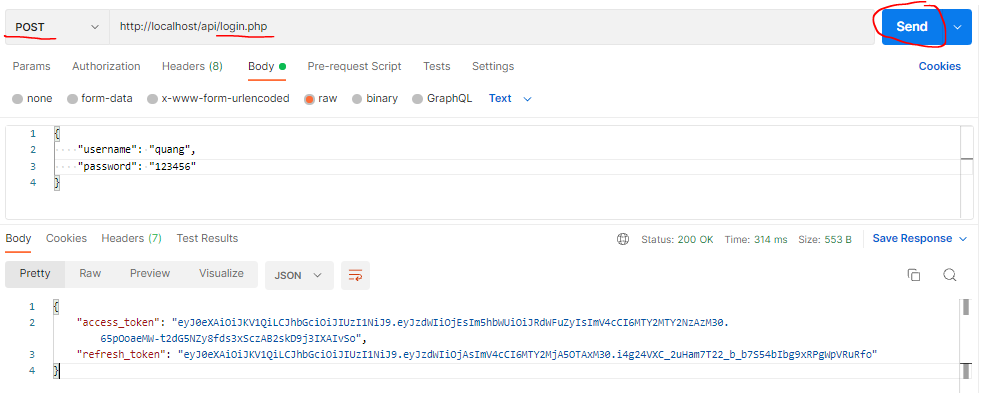 POST http://localhost/api/login.php Send
Params Authorization Headers (8) Body Pre-request Script Tests Settings Cookies
none form-data x-www-form-urlencoded raw binary GraphQL Text
1 {
2 "username": "quang",
3 "password": "123456"
4 }
Body Cookies Headers (7) Test Results Status: 200 OK Time: 314 ms Size: 553 B Save Response
Pretty Raw Preview Visualize JSON
1 {
2 "access_token": "eyJ0eXAiOiJKV1QiLCJhbGciOiJIUzI1NiJ9.eyJzdWIiOjEsIm5hbWUiOiJRdWFuZyIsImV4cCI6MTY2MTY2NzAzM30.
65pOoaeMW-t2dG5NZy8fds3xSczAB2skD9j3IXAIvSo",
3 "refresh_token": "eyJ0eXAiOiJKV1QiLCJhbGciOiJIUzI1NiJ9.eyJzdWIiOjAsImV4cCI6MTY2MjA5OTAxM30.i4g24VXC_2uHam7T22_b_b7S54bIbg9xRPgWpVRuRfo"
4 }